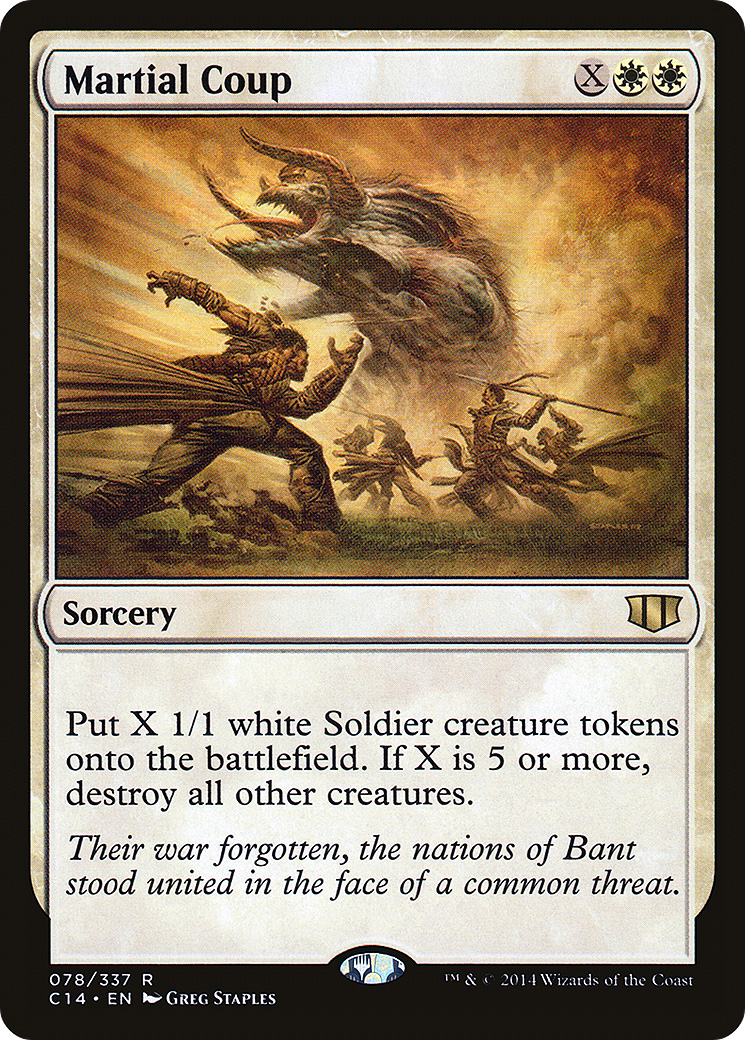 Martial Coup X
Sorcery
Put X 1/1 white Soldier creature tokens
onto the battlefield. If X is 5 or more,
destroy all other creatures.
Their war forgotten, the nations of Bant
stood united in the face of a common threat.
078/337 R
™ & © 2014 Wizards of the Coast
C14 • EN GREG STAPLES